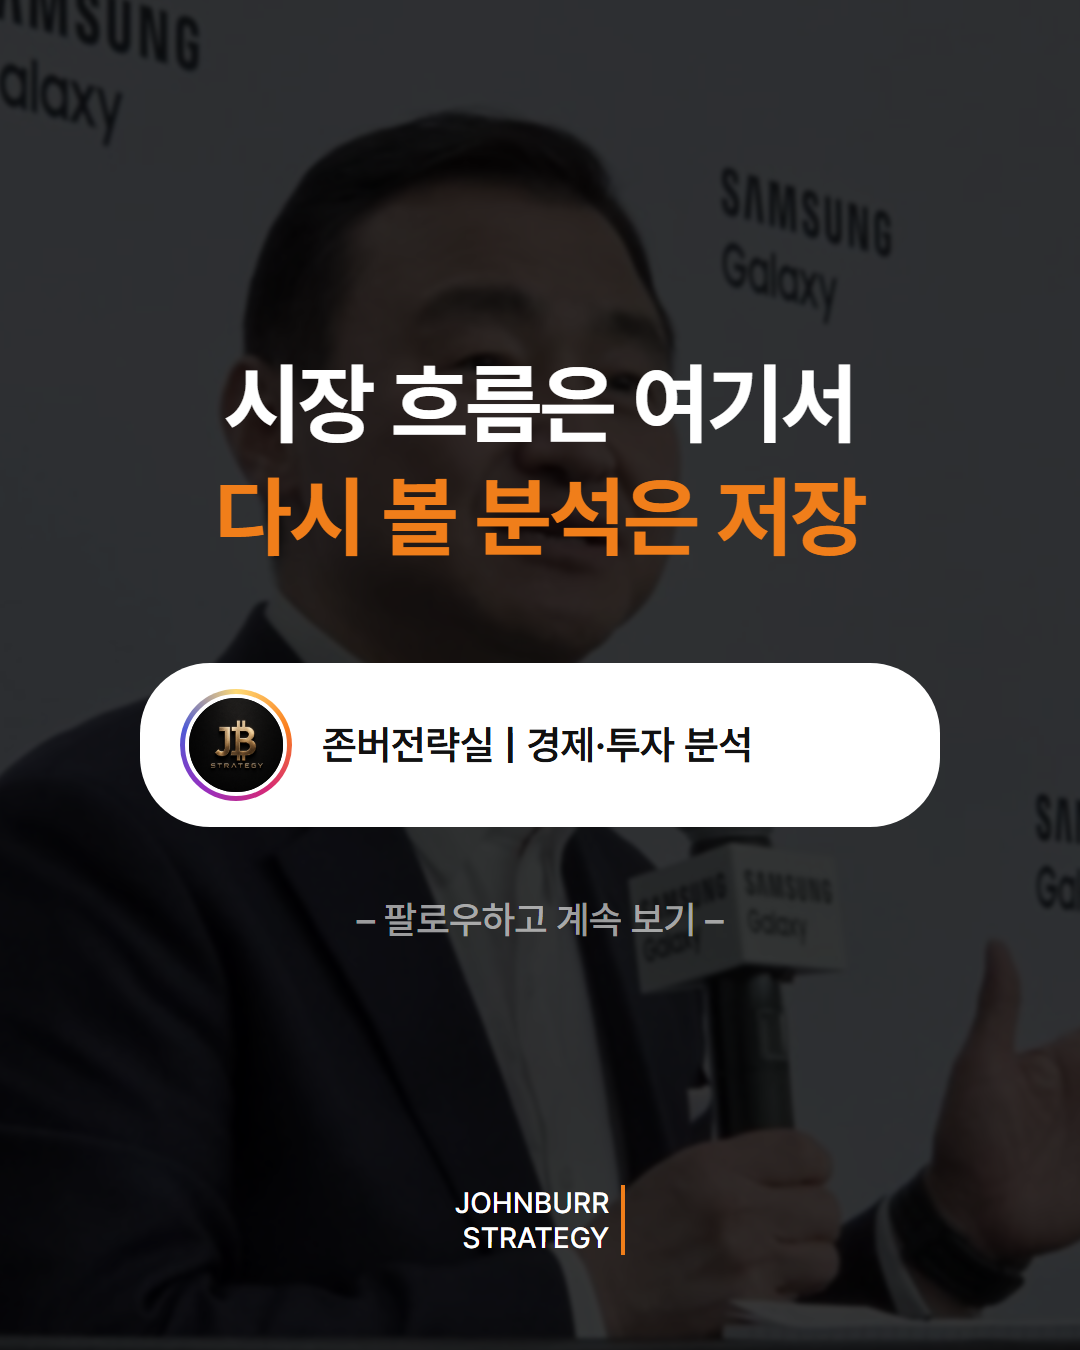 SAMSUNG
Galaxy
SAMSUNG
Galaxy
시장 흐름은 여기서
다시 볼 분석은 저장
JB
STRATEGY
존버전략실 | 경제·투자 분석
SAMSUNG
Galaxy
– 팔로우하고 계속 보기 –
JOHNBURR
STRATEGY